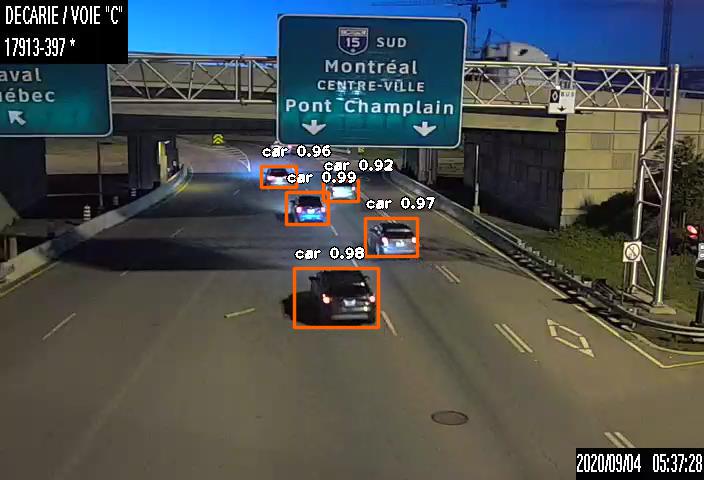 DECARIE / VOIE "C"
17913-397 *
aval
uébec
15 SUD
Montréal
CENTRE-VILLE
Pont Champlain
BUS
car 0.96
car 0.92
car 0.99
car 0.97
car 0.98
2020/09/04 05:37:28